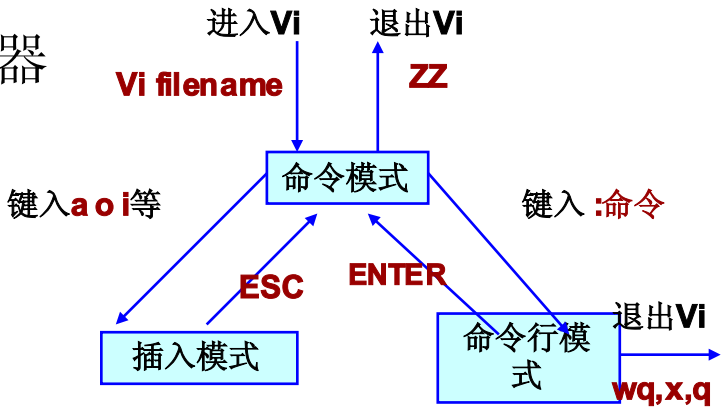 器
进入Vi
退出Vi
Vi filename
ZZ
命令模式
键入a o i等
键入 :命令
ESC
ENTER
插入模式
命令行模
式
退出Vi
wq,x,q